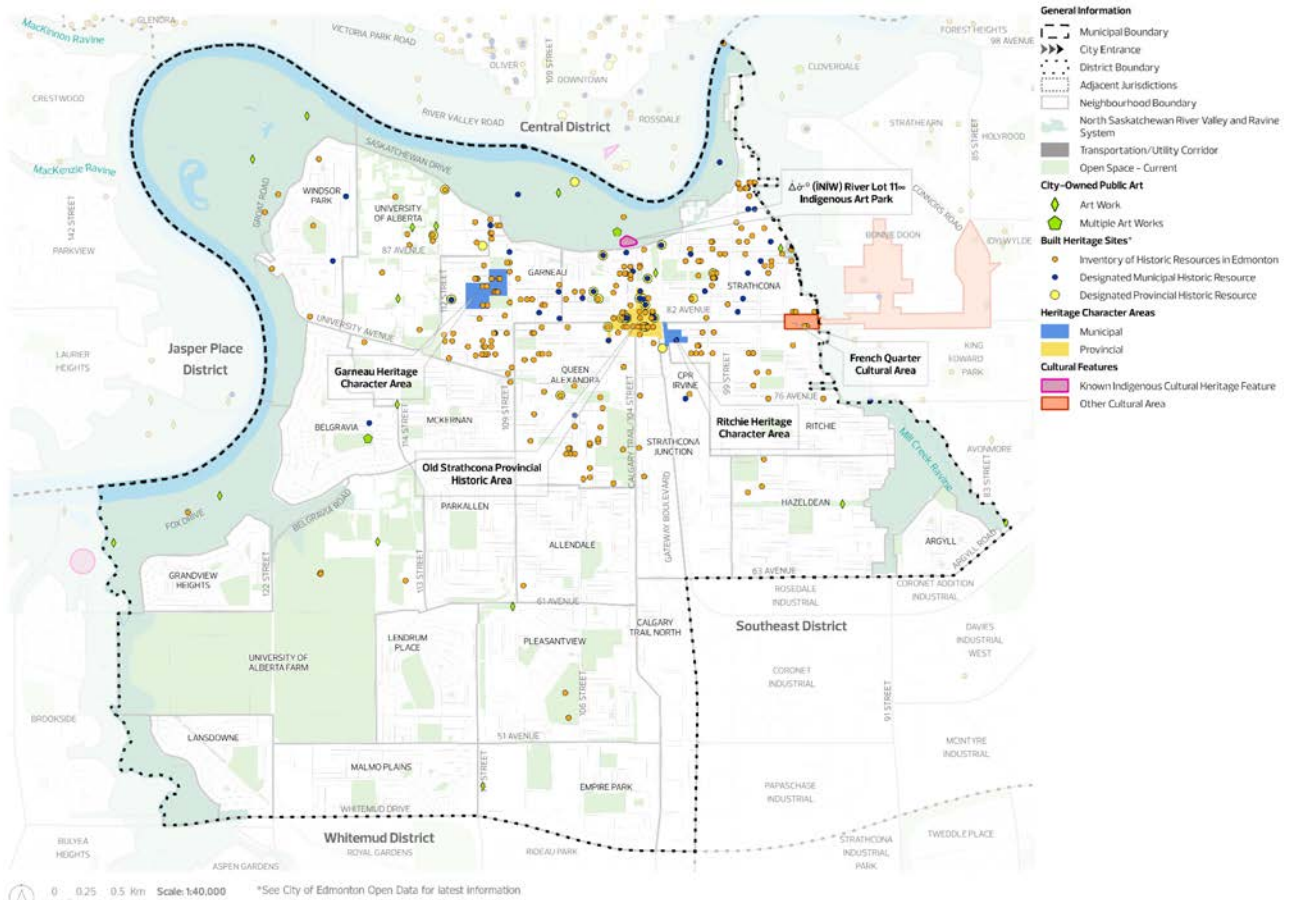 GLENORA
MacKinnon Ravine
VICTORIA PARK ROAD
OLIVER
109 STREET
DOWNTOWN
FOREST HEIGHTS
98 AVENUE
CLOVERDALE
CRESTWOOD
RIVER VALLEY ROAD
Central District
ROSSDALE
STRATHEARN
85 STREET
HOLYROOD
SASKATCHEWAN DRIVE
MacKenzie Ravine
142 STREET
GROAT ROAD
WINDSOR
PARK
UNIVERSITY
OF ALBERTA
(ÎNÎW) River Lot 11∞
Indigenous Art Park
CONNORS ROAD
PARKVIEW
87 AVENUE
BONNIE DOON
IDYLWYLDE
112 STREET
GARNEAU
STRATHCONA
82 AVENUE
UNIVERSITY AVENUE
LAURIER
HEIGHTS
Jasper Place
District
Garneau Heritage
Character Area
QUEEN
ALEXANDRA
CPR
IRVINE
99 STREET
French Quarter
Cultural Area
KING
EDWARD
PARK
76 AVENUE
109 STREET
CALGARY TRAIL/104 STREET
BELGRAVIA
114 STREET
MCKERNAN
Ritchie Heritage
Character Area
RITCHIE
STRATHCONA
JUNCTION
Mill Creek Ravine
AVONMORE
83 STREET
Old Strathcona Provincial
Historic Area
FOX DRIVE
BELGRAVIA ROAD
PARKALLEN
GATEWAY BOULEVARD
HAZELDEAN
ARGYLL
ARGYLL ROAD
ALLENDALE
GRANDVIEW
HEIGHTS
122 STREET
113 STREET
63 AVENUE
61 AVENUE
ROSEDALE
INDUSTRIAL
CORONET ADDITION
INDUSTRIAL
CALGARY
TRAIL NORTH
Southeast District
LENDRUM
PLACE
PLEASANTVIEW
DAVIES
INDUSTRIAL
WEST
UNIVERSITY OF
ALBERTA FARM
CORONET
INDUSTRIAL
106 STREET
91 STREET
BROOKSIDE
LANSDOWNE
51 AVENUE
MCINTYRE
INDUSTRIAL
MALMO PLAINS
STREET
EMPIRE PARK
PAPASCHASE
INDUSTRIAL
WHITEMUD DRIVE
BULYEA
HEIGHTS
Whitemud District
ROYAL GARDENS
ASPEN GARDENS
RIDEAU PARK
STRATHCONA
INDUSTRIAL
PARK
TWEDDLE PLACE
0 0.25 0.5 Km Scale: 1:40,000 *See City of Edmonton Open Data for latest information
General Information
Municipal Boundary
City Entrance
District Boundary
Adjacent Jurisdictions
Neighbourhood Boundary
North Saskatchewan River Valley and Ravine
System
Transportation/Utility Corridor
Open Space - Current
City-Owned Public Art
Art Work
Multiple Art Works
Built Heritage Sites*
Inventory of Historic Resources in Edmonton
Designated Municipal Historic Resource
Designated Provincial Historic Resource
Heritage Character Areas
Municipal
Provincial
Cultural Features
Known Indigenous Cultural Heritage Feature
Other Cultural Area